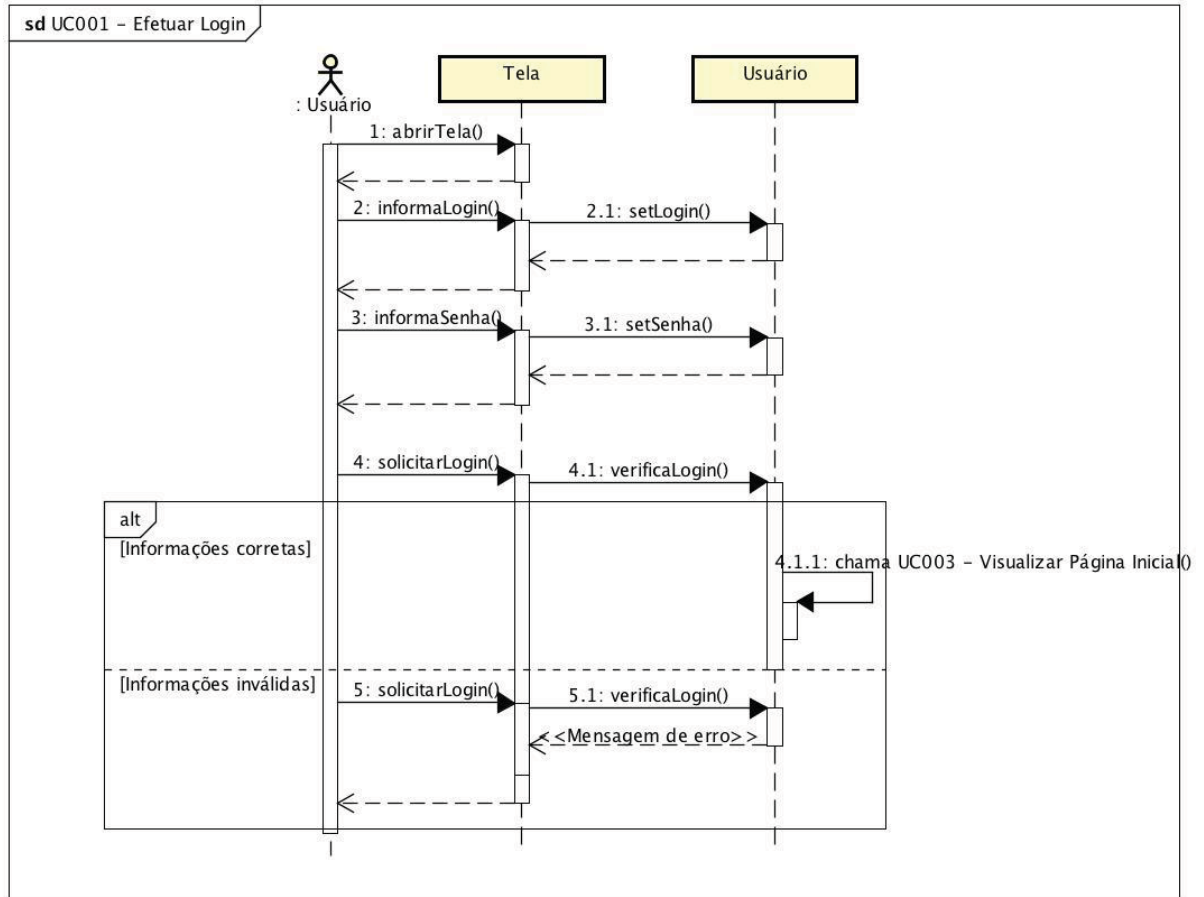 sd UC001 - Efetuar Login
Tela
Usuário
: Usuário
1: abrirTela()
2: informaLogin()
2.1: setLogin()
3: informaSenha()
3.1: setSenha()
4: solicitarLogin()
4.1: verificaLogin()
alt
[Informações corretas]
4.1.1: chama UC003 - Visualizar Página Inicial()
[Informações inválidas]
5: solicitarLogin()
5.1: verificaLogin()
<<Mensagem de erro>>